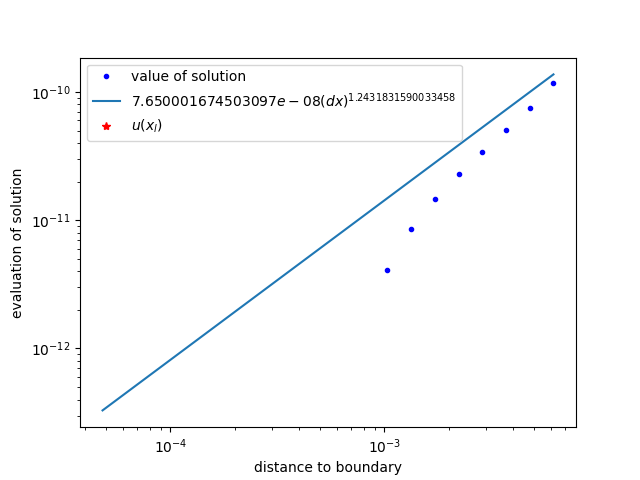 value of solution
7.650001674503097e − 08(dx)^1.2431831590033458
u(x_l)
10^−10
10^−11
10^−12
evaluation of solution
10^−4
10^−3
distance to boundary